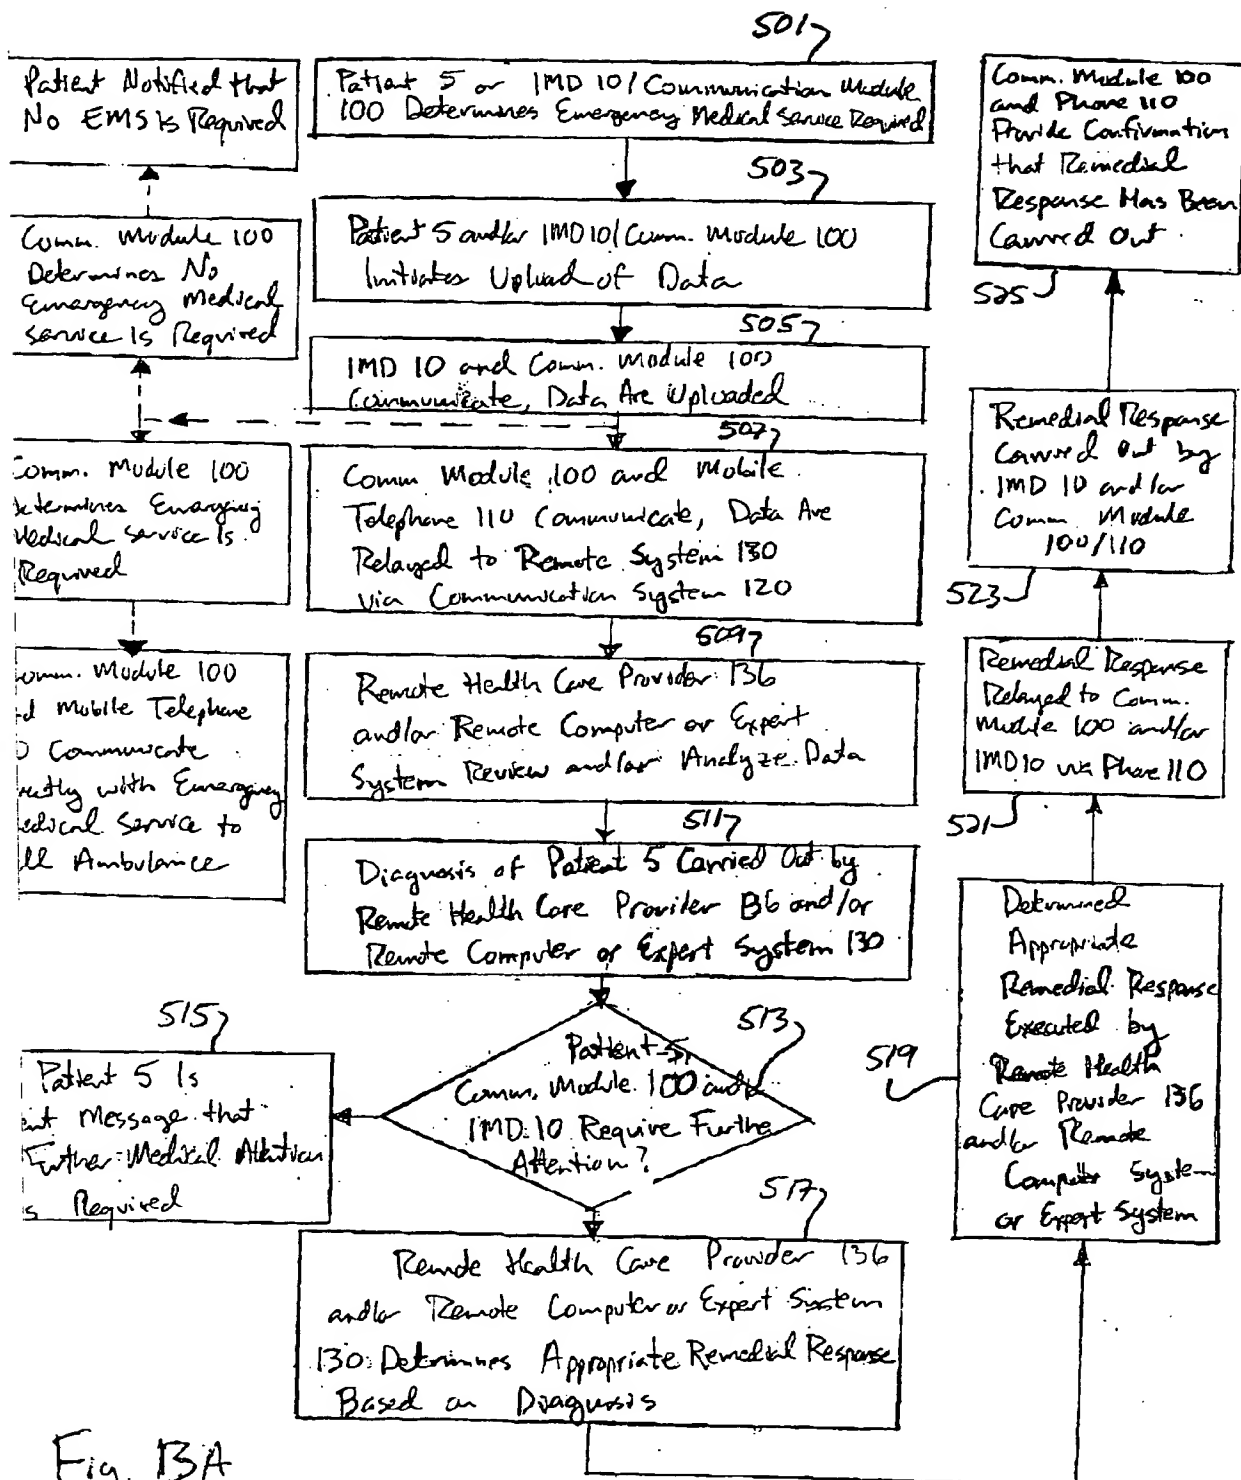 501
Patient Notified that
No EMS is Required
Patient 5 or IMD 10/Communication Module
100 Determines Emergency Medical Service Required
Comm. Module 100
and Phone 110
Provide Confirmation
that Remedial
Response Has Been
Carried Out.
525
503
Comm. Module 100
Determines No
Emergency Medical
Service Is Required
Patient 5 and/or IMD10/Comm. Module 100
Initiates Upload of Data
505
IMD 10 and Comm. Module 100
Communicate, Data Are Uploaded
507
Comm. Module 100
Determines Emergency
Medical Service Is
Required
Comm Module 100 and Mobile
Telephone 110 Communicate, Data Are
Relayed to Remote System 130
via Communication System 120
Remedial Response
Carried Out by
IMD 10 and/or
Comm. Module
100/110
523
509
omm. Module 100
d Mobile Telephone
0 Communicate
rectly with Emergency
edical Service to
ll Ambulance
Remote Health Care Provider 136
and/or Remote Computer or Expert
System Review and/or Analyze Data
Remedial Response
Relayed to Comm.
Module 100 and/or
IMD10 via Phone 110
521
511
Diagnosis of Patient 5 Carried Out by
Remote Health Care Provider 136 and/or
Remote Computer or Expert System 130
Determined
Appropriate
Remedial Response
Executed by
Remote Health
Care Provider 136
and/or Remote
Computer System
or Expert System
519
515
Patient 5 Is
ent Message that
Further Medical Attention
s Required
513
Patient 5,
Comm. Module 100 and/o
IMD 10 Require Furthe
Attention?
517
Remote Health Care Provider 136
and/or Remote Computer or Expert System
130 Determines Appropriate Remedial Response
Based on Diagnosis
Fig. 13A